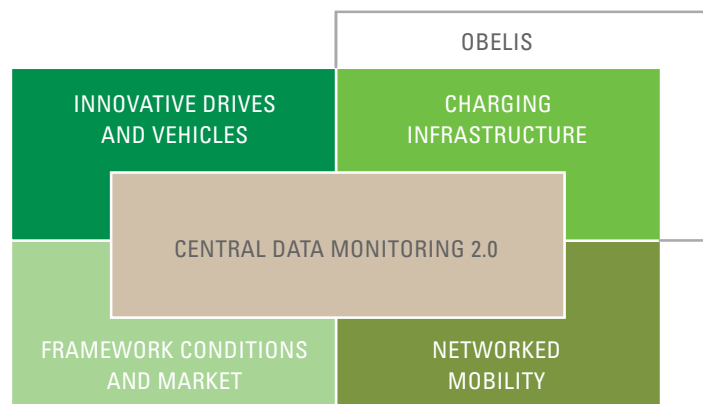 OBELIS
INNOVATIVE DRIVES
AND VEHICLES
CHARGING
INFRASTRUCTURE
CENTRAL DATA MONITORING 2.0
FRAMEWORK CONDITIONS
AND MARKET
NETWORKED
MOBILITY